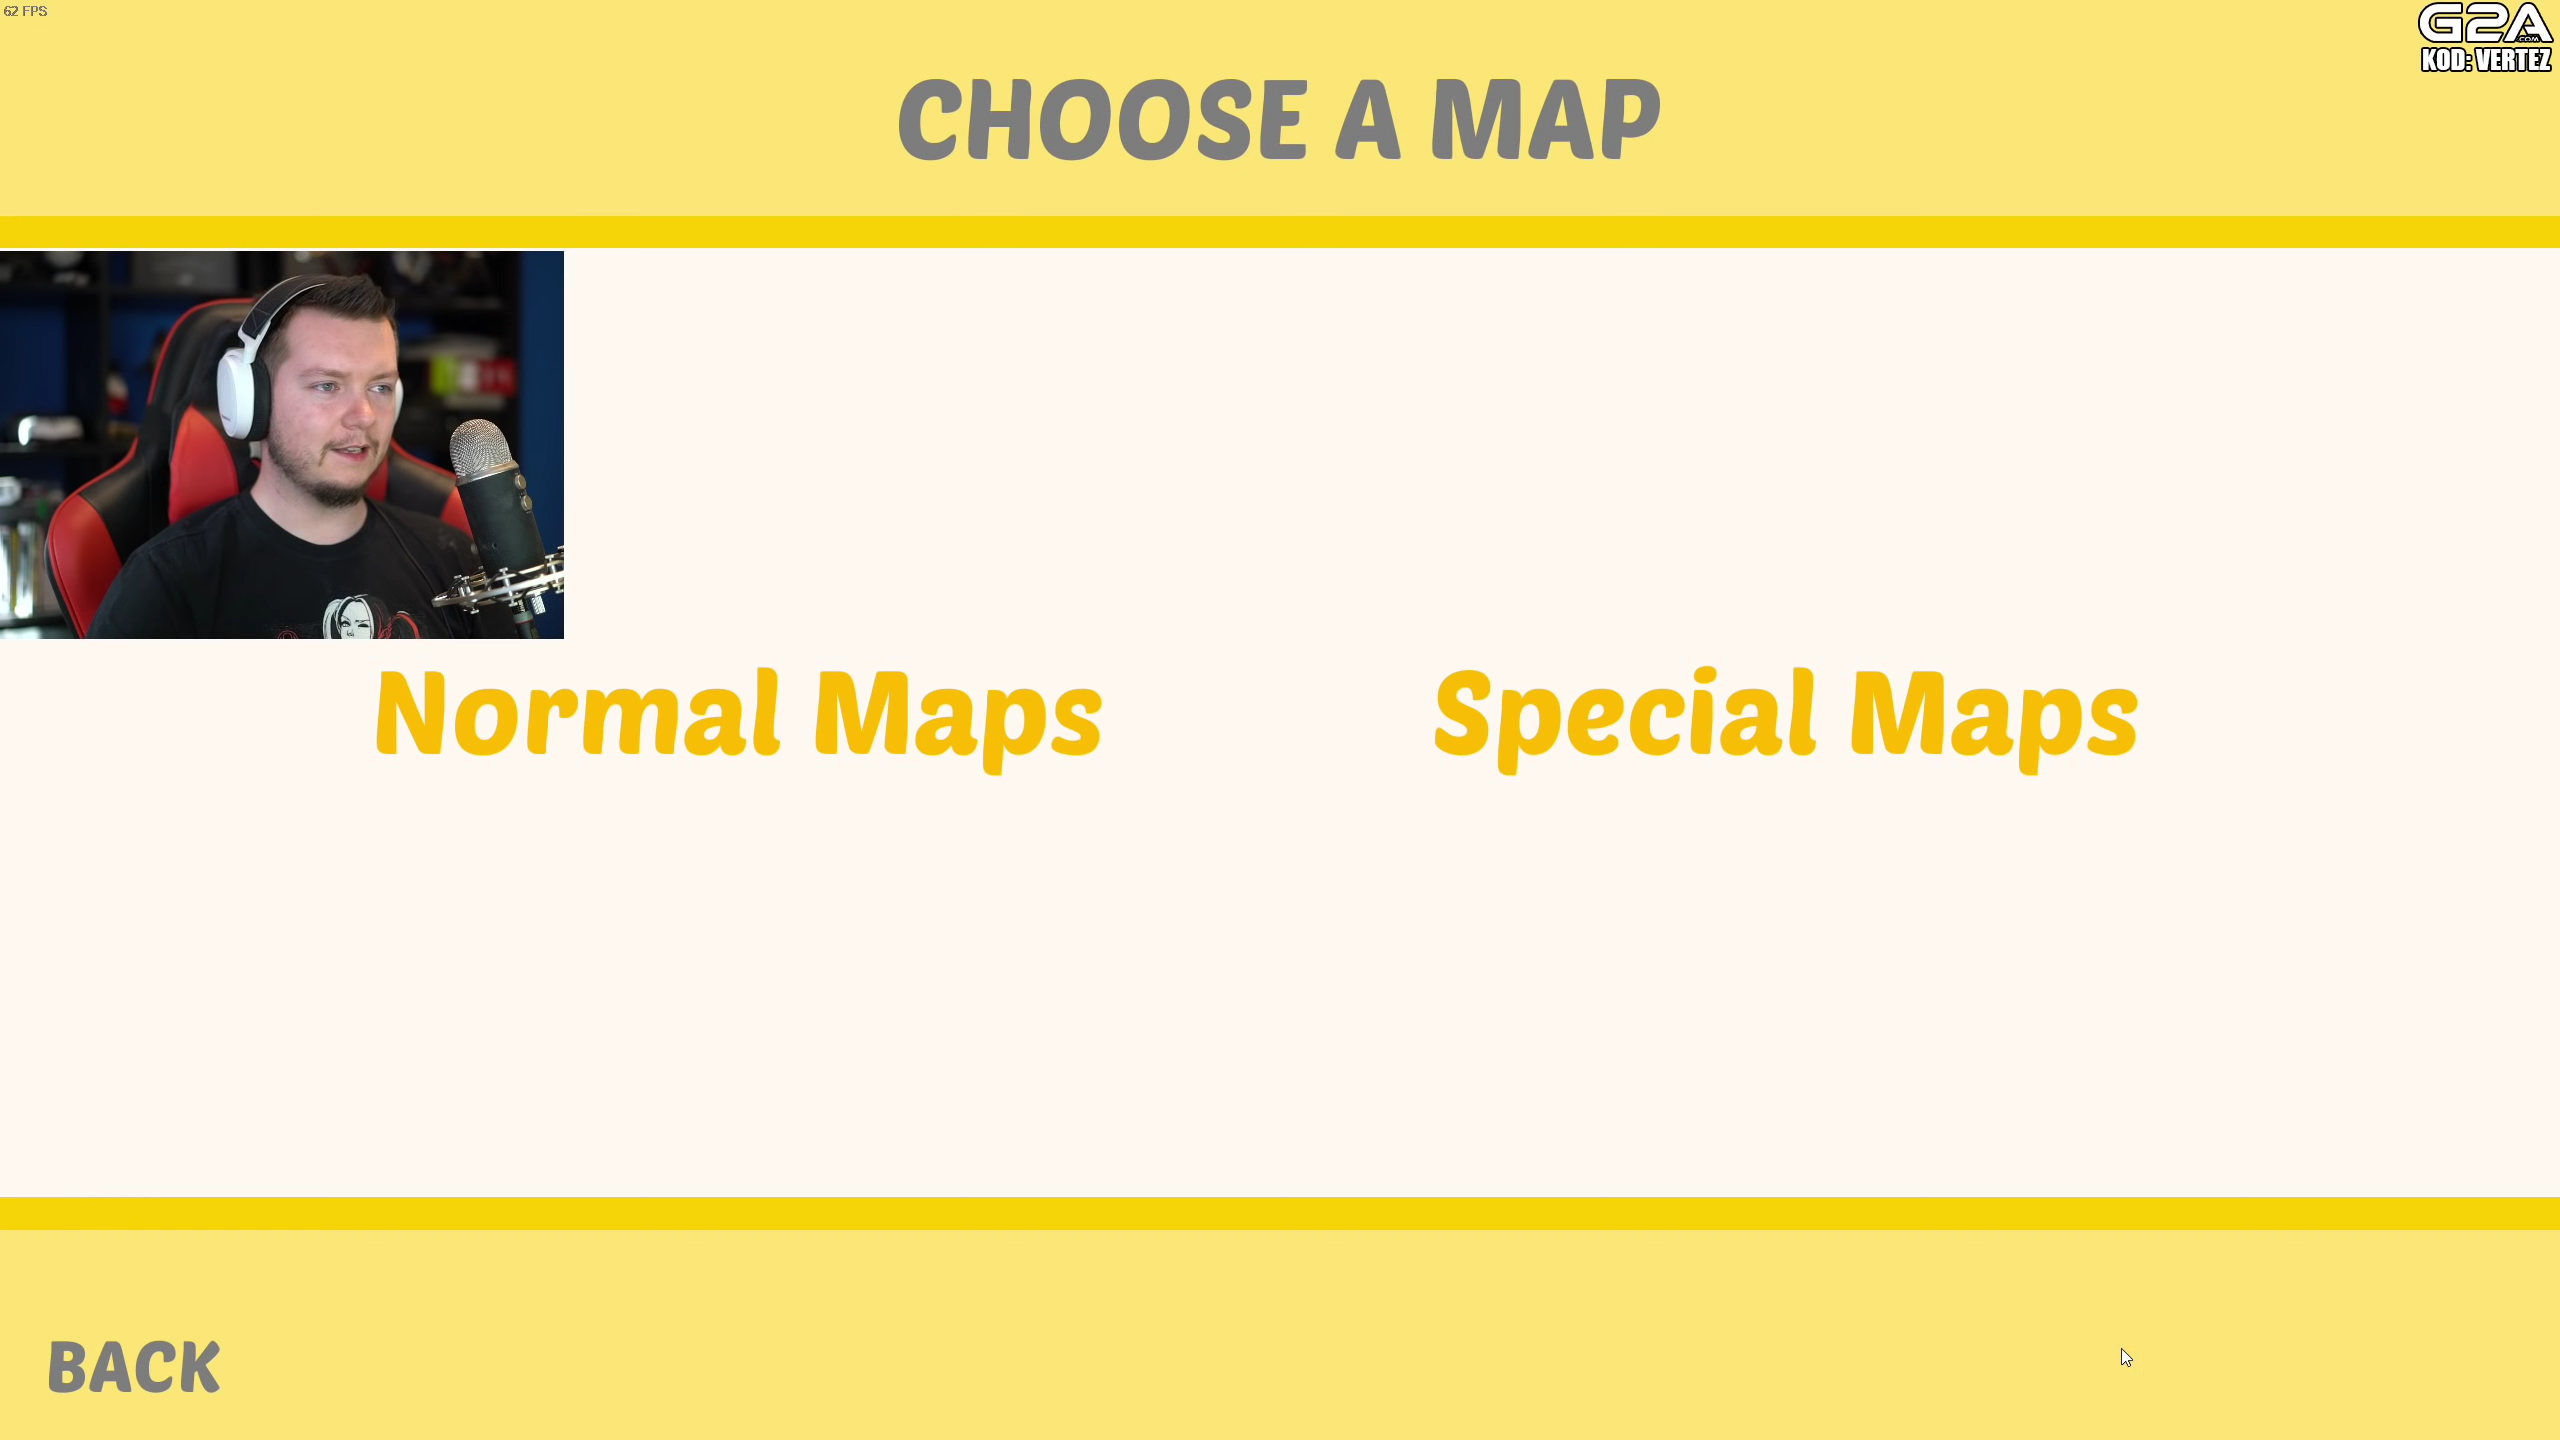 62 FPS
G2A
.COM
KOD: VERTEZ
CHOOSE A MAP
Normal Maps
Special Maps
BACK